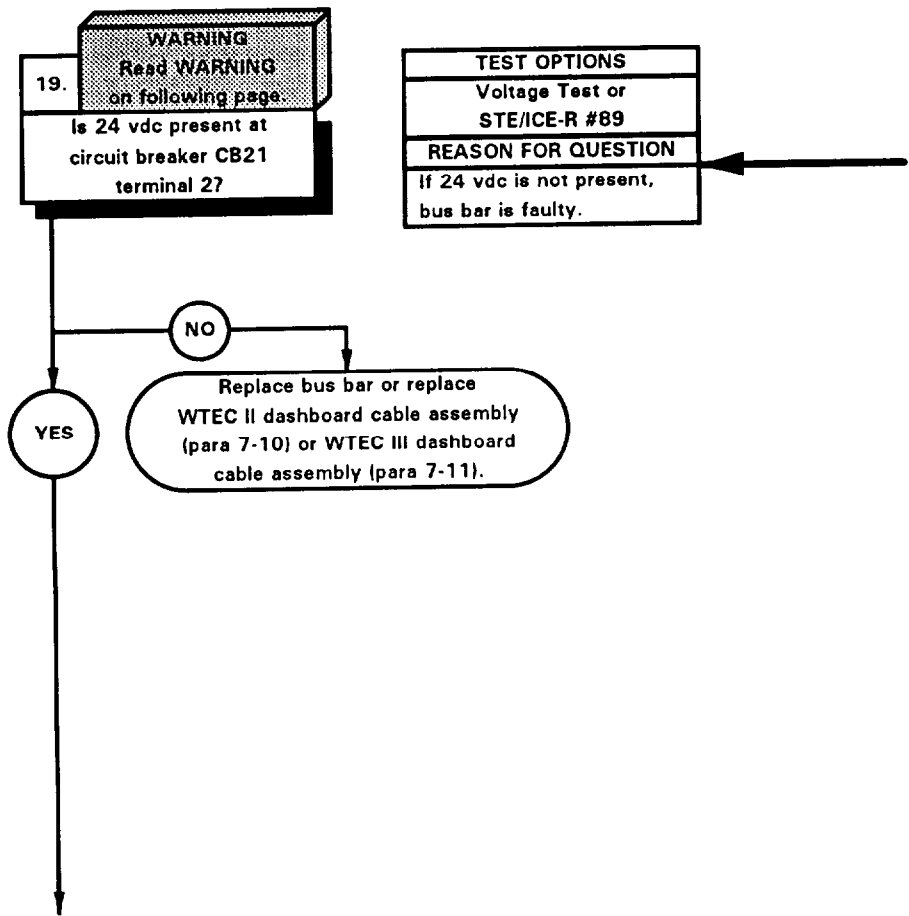 WARNING
Read WARNING
on following page
19.
Is 24 vdc present at
circuit breaker CB21
terminal 2?
TEST OPTIONS
Voltage Test or
STE/ICE-R #89
REASON FOR QUESTION
If 24 vdc is not present,
bus bar is faulty.
NO
YES
Replace bus bar or replace
WTEC II dashboard cable assembly
(para 7-10) or WTEC III dashboard
cable assembly (para 7-11).